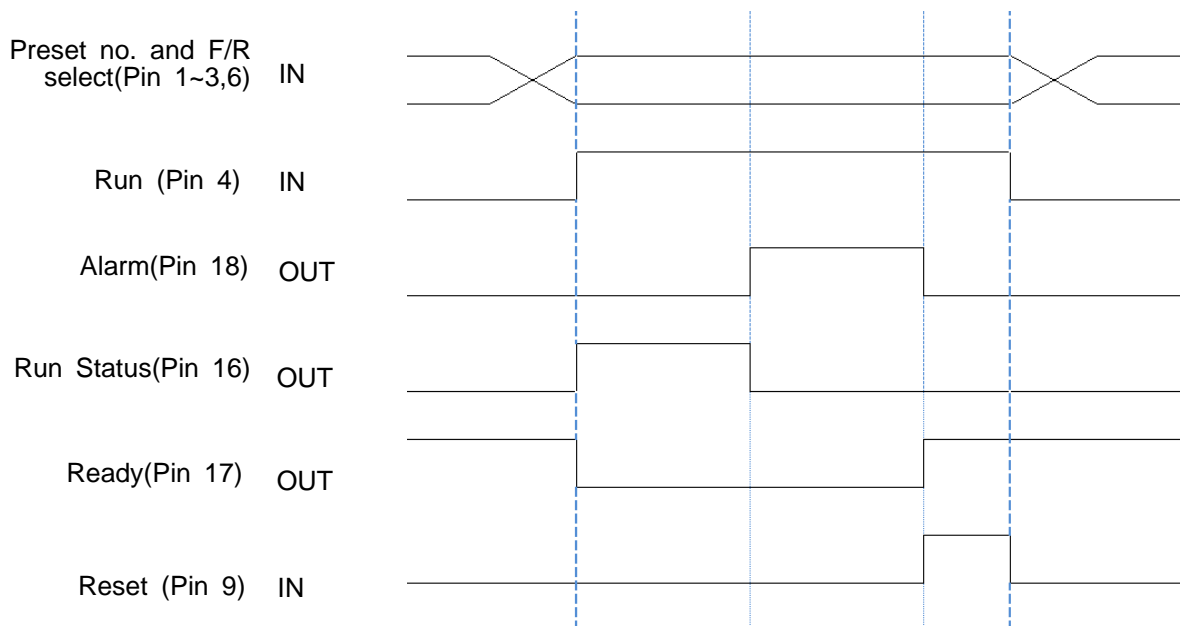 Preset no. and F/R
select(Pin 1~3,6) IN
Run (Pin 4) IN
Alarm(Pin 18) OUT
Run Status(Pin 16) OUT
Ready(Pin 17) OUT
Reset (Pin 9) IN